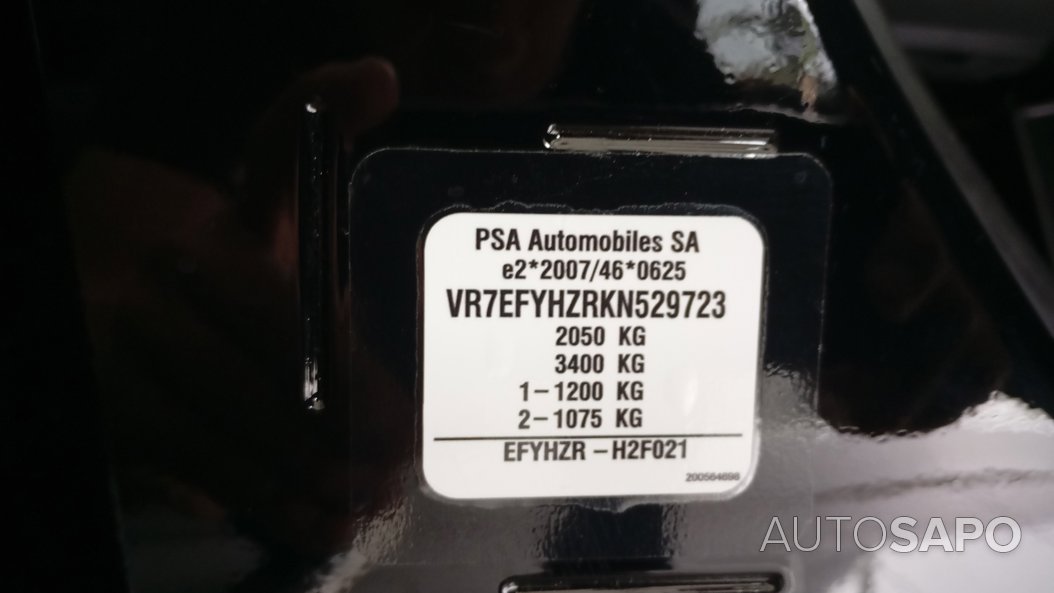 PSA Automobiles SA
e2*2007/46*0625
VR7EFYHZRKN529723
2050 KG
3400 KG
1-1200 KG
2-1075 KG
EFYHZR -H2F021
200564698
AUTOSAPO